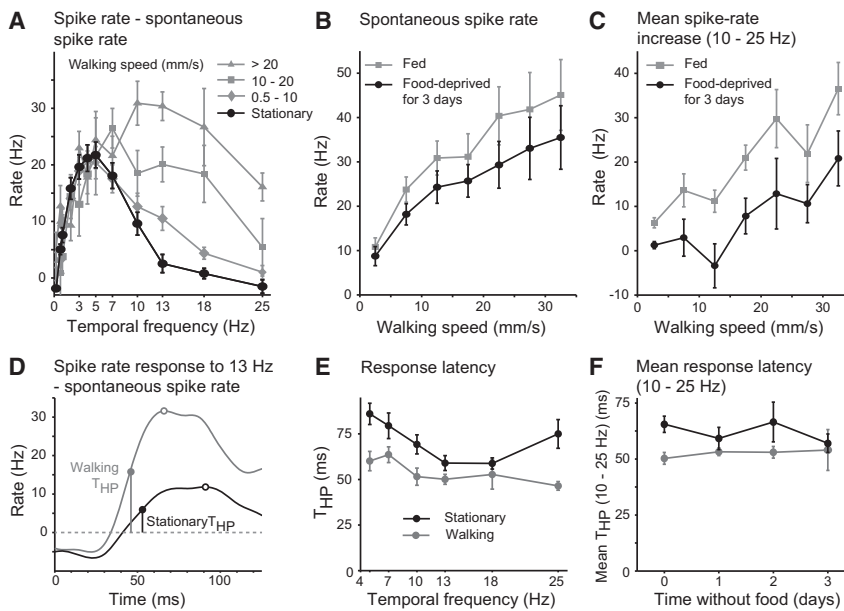 A
Spike rate - spontaneous
spike rate
Walking speed (mm/s)
> 20
10 - 20
0.5 - 10
Stationary
Rate (Hz)
30
20
10
0
0
3
5
7
10
13
18
25
Temporal frequency (Hz)
B
Spontaneous spike rate
Fed
Food-deprived
for 3 days
Rate (Hz)
50
40
30
20
10
0
0
10
20
30
Walking speed (mm/s)
C
Mean spike-rate
increase (10 - 25 Hz)
Fed
Food-deprived
for 3 days
Rate (Hz)
40
30
20
10
0
-10
0
10
20
30
Walking speed (mm/s)
D
Spike rate response to 13 Hz
- spontaneous spike rate
Walking
THP
StationaryTHP
Rate (Hz)
30
20
10
0
0
50
100
Time (ms)
E
Response latency
Stationary
Walking
THP (ms)
75
50
25
0
4
5
7
10
13
18
25
Temporal frequency (Hz)
F
Mean response latency
(10 - 25 Hz)
Mean THP (10 - 25 Hz) (ms)
75
50
25
0
0
1
2
3
Time without food (days)